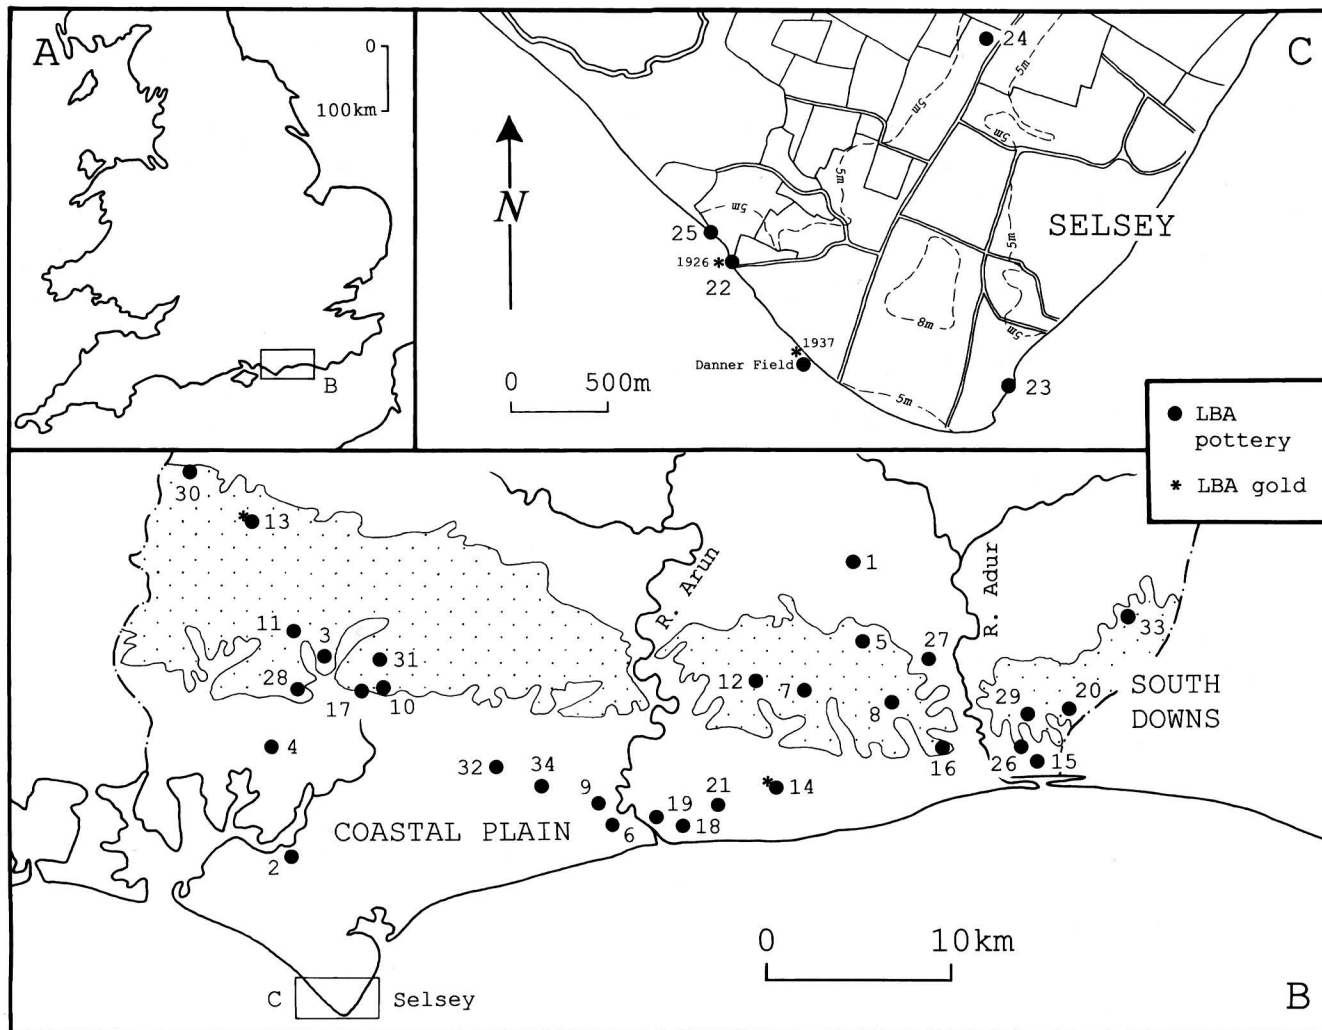 A
0
100km
B
C
N
0
500m
24
5m
5m
5m
5m
5m
5m
5m
5m
8m
SELSEY
25
1926
22
1937
Danner Field
23
LBA
pottery
LBA gold
30
13
11
3
31
28
17
10
4
32
34
9
6
2
COASTAL PLAIN
R. Arun
19
18
21
14
1
5
27
12
7
8
16
R. Adur
33
29
20
26
15
SOUTH
DOWNS
0
10km
C
Selsey
B